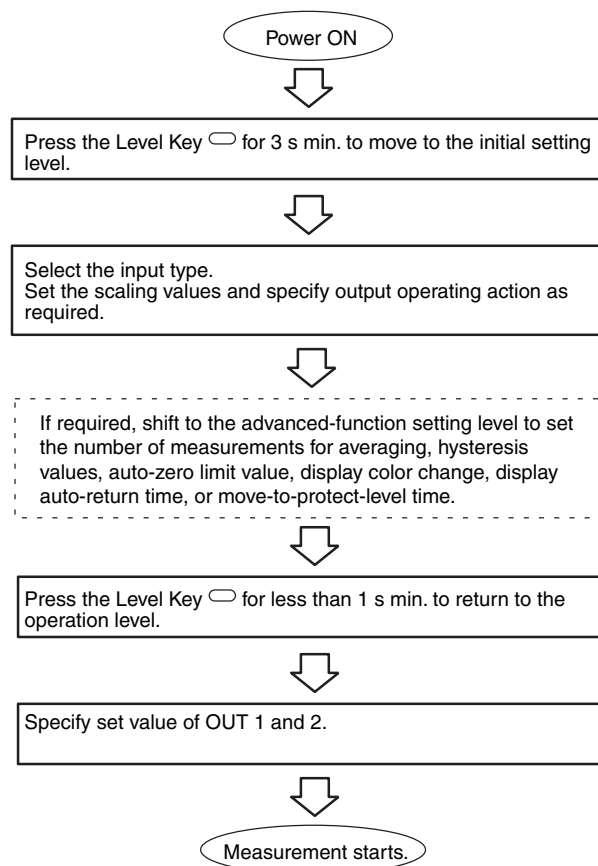 Power ON
Press the Level Key for 3 s min. to move to the initial setting
level.
Select the input type.
Set the scaling values and specify output operating action as
required.
If required, shift to the advanced-function setting level to set
the number of measurements for averaging, hysteresis
values, auto-zero limit value, display color change, display
auto-return time, or move-to-protect-level time.
Press the Level Key for less than 1 s min. to return to the
operation level.
Specify set value of OUT 1 and 2.
Measurement starts.